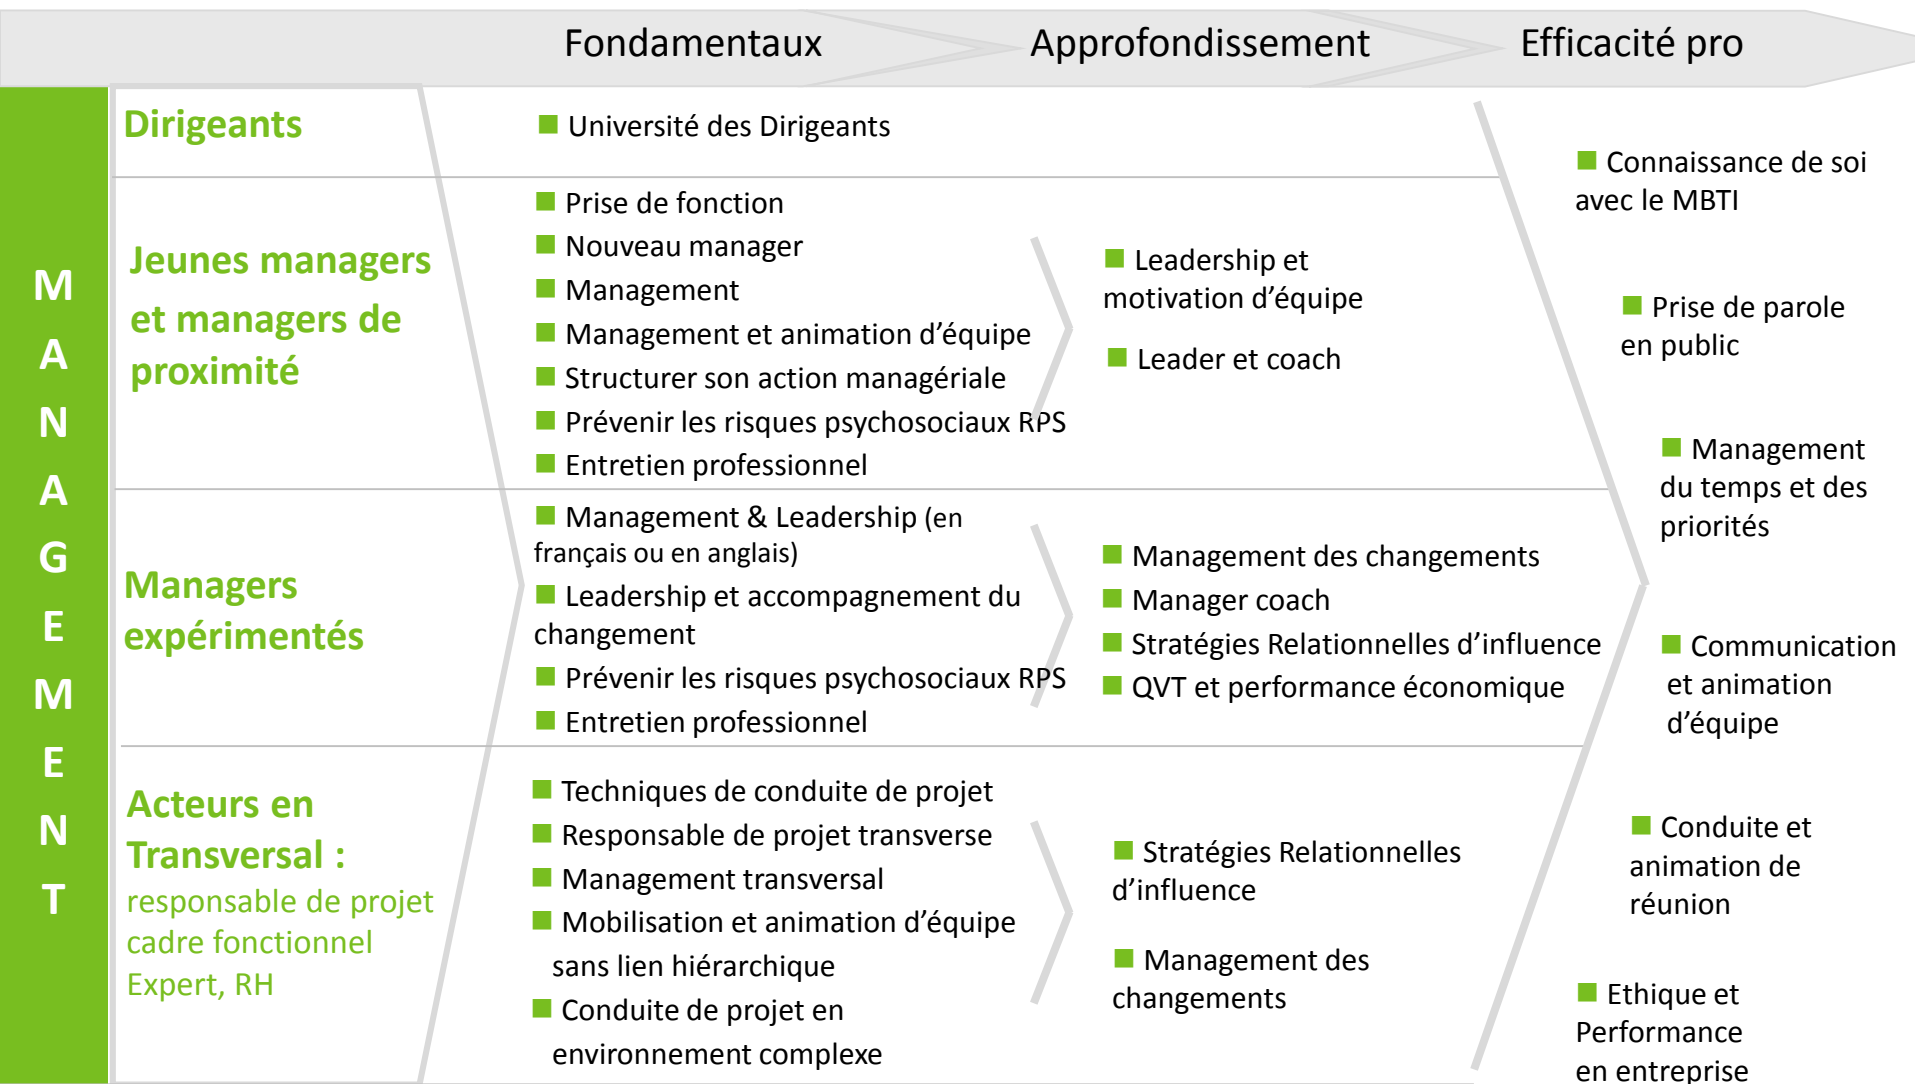 Fondamentaux
Approfondissement
Efficacité pro
M
A
N
A
G
E
M
E
N
T
Dirigeants
Université des Dirigeants
Jeunes managers
et managers de
proximité
Prise de fonction
Nouveau manager
Management
Management et animation d’équipe
Structurer son action managériale
Prévenir les risques psychosociaux RPS
Entretien professionnel
Leadership et
motivation d’équipe
Leader et coach
Managers
expérimentés
Management & Leadership (en
français ou en anglais)
Leadership et accompagnement du
changement
Prévenir les risques psychosociaux RPS
Entretien professionnel
Management des changements
Manager coach
Stratégies Relationnelles d’influence
QVT et performance économique
Acteurs en
Transversal :
responsable de projet
cadre fonctionnel
Expert, RH
Techniques de conduite de projet
Responsable de projet transverse
Management transversal
Mobilisation et animation d’équipe
sans lien hiérarchique
Conduite de projet en
environnement complexe
Stratégies Relationnelles
d’influence
Management des
changements
Connaissance de soi
avec le MBTI
Prise de parole
en public
Management
du temps et des
priorités
Communication
et animation
d’équipe
Conduite et
animation de
réunion
Ethique et
Performance
en entreprise